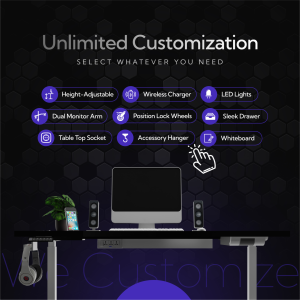 Unlimited Customization
SELECT WHATEVER YOU NEED
Height-Adjustable
Wireless Charger
LED Lights
Dual Monitor Arm
Position Lock Wheels
Sleek Drawer
Table Top Socket
Accessory Hanger
Whiteboard
We Customize